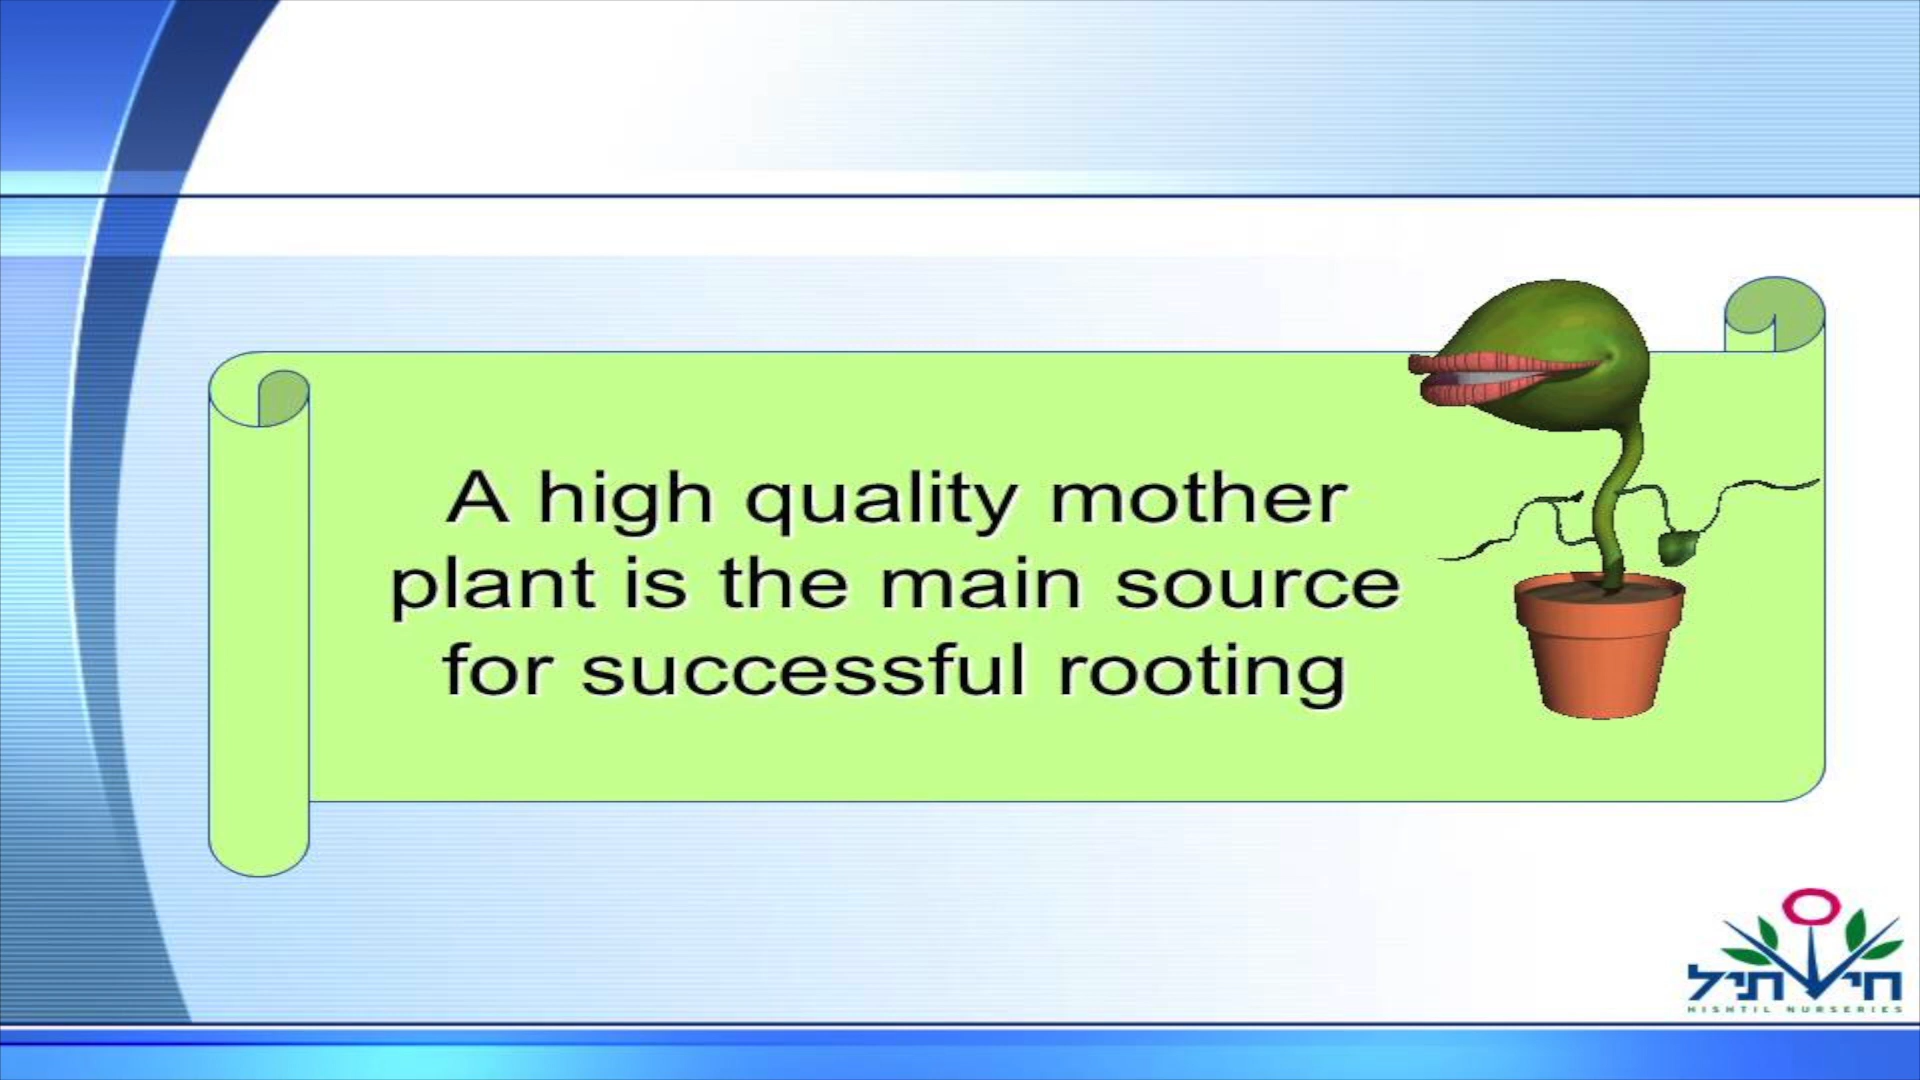 A high quality mother
plant is the main source
for successful rooting
חישתיל
HISHTIL NURSERIES